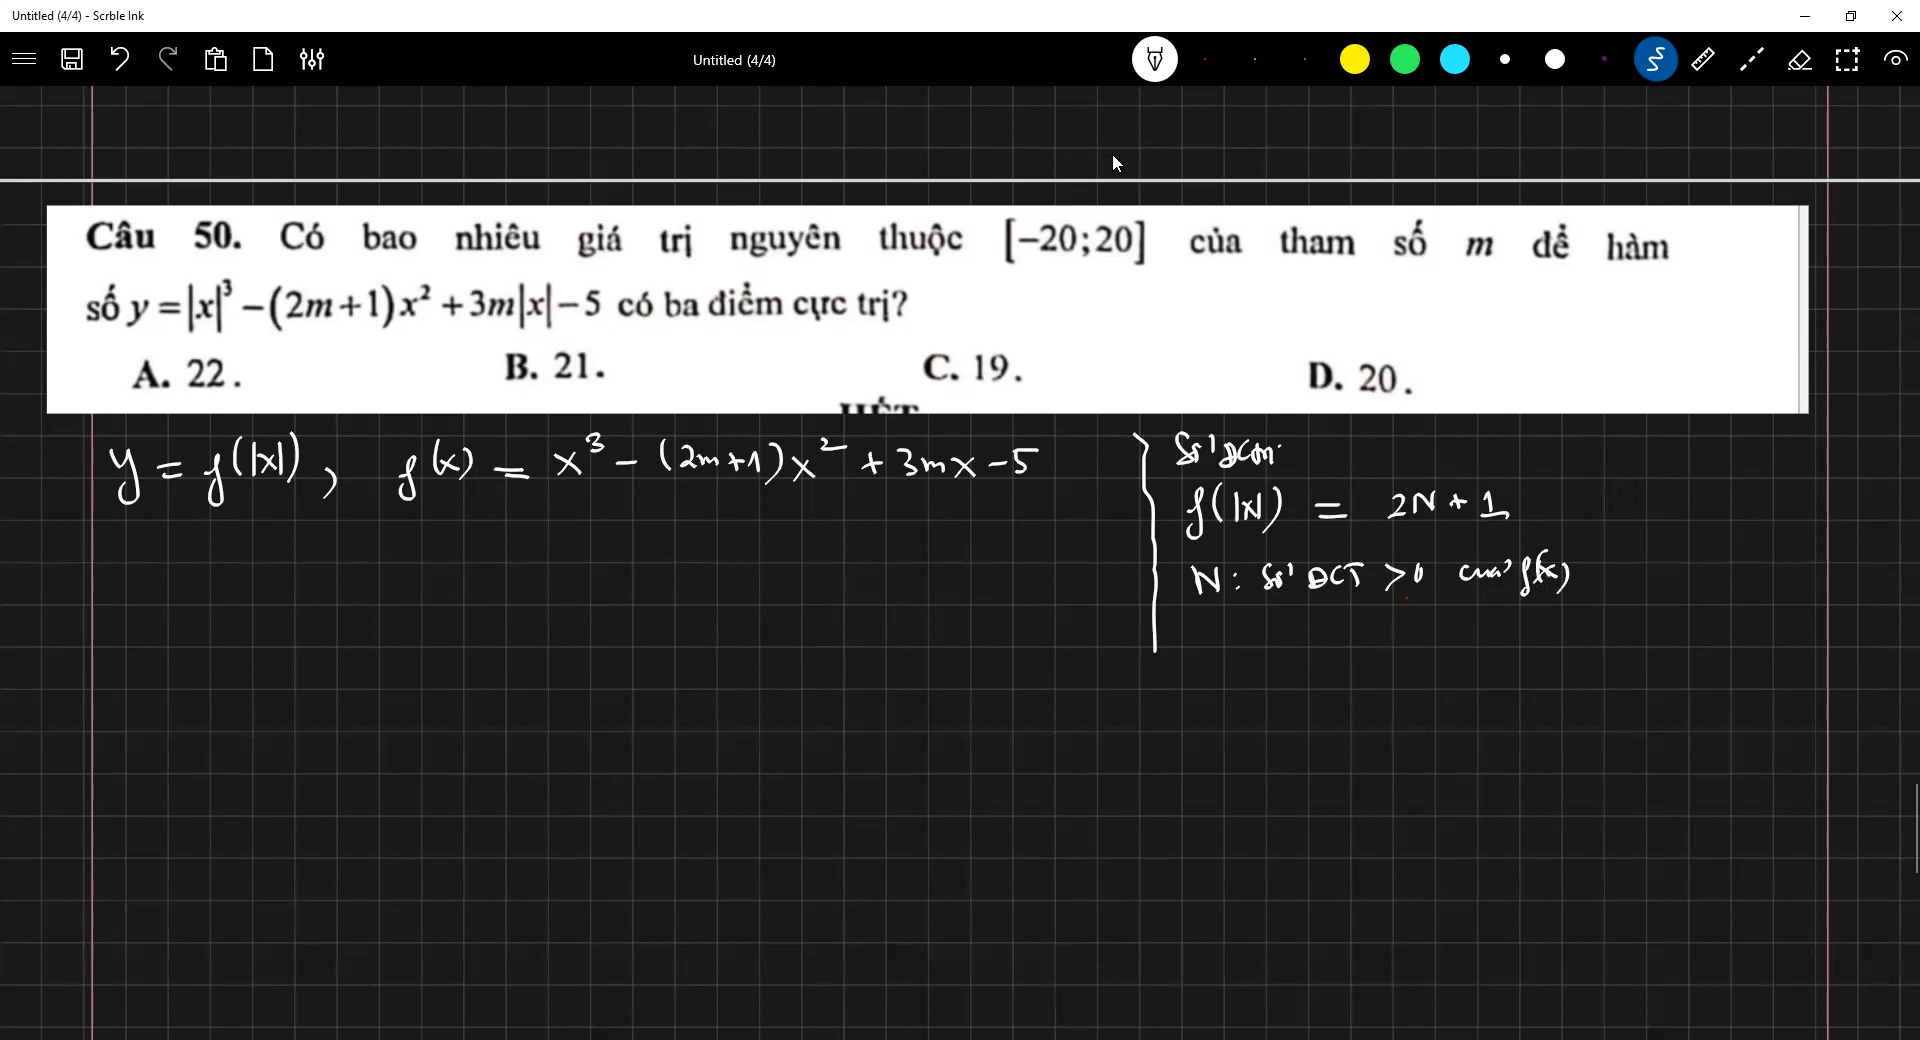 Untitled (4/4) - Scrble Ink
Untitled (4/4)
Câu 50. Có bao nhiêu giá trị nguyên thuộc [−20;20] của tham số m để hàm
số y = |x|³ − (2m+1)x² + 3m|x| − 5 có ba điểm cực trị?
A. 22. B. 21. C. 19. D. 20.
y = f(|x|), f(x) = x³ − (2m+1)x² + 3mx − 5
Số
f(|x|) = 2N + 1
N: số ĐCT >0 của f(x)